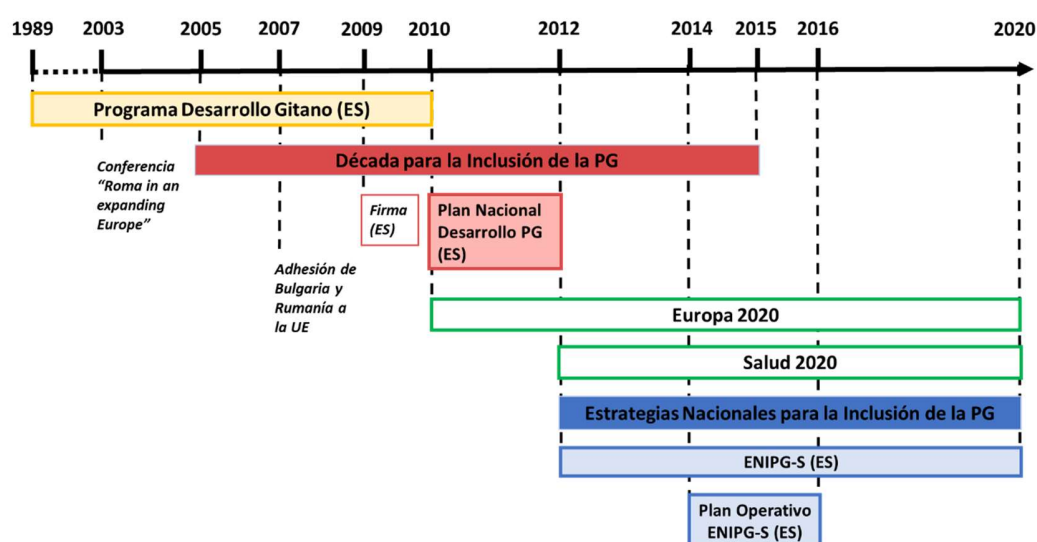 1989 2003 2005 2007 2009 2010 2012 2014 2015 2016 2020
Programa Desarrollo Gitano (ES)
Conferencia
“Roma in an
expanding
Europe”
Década para la Inclusión de la PG
Firma
(ES)
Plan Nacional
Desarrollo PG
(ES)
Adhesión de
Bulgaria y
Rumanía a
la UE
Europa 2020
Salud 2020
Estrategias Nacionales para la Inclusión de la PG
ENIPG-S (ES)
Plan Operativo
ENIPG-S (ES)